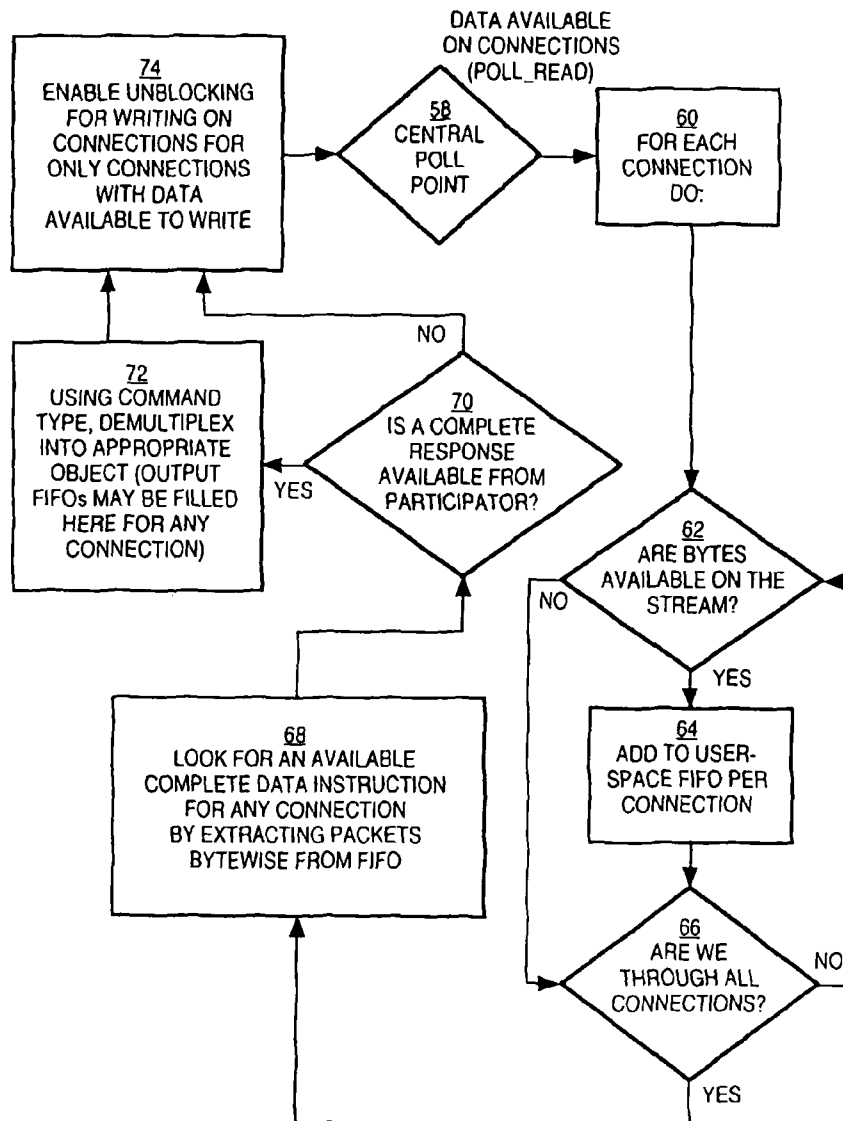 DATA AVAILABLE
ON CONNECTIONS
(POLL_READ)
74
ENABLE UNBLOCKING
FOR WRITING ON
CONNECTIONS FOR
ONLY CONNECTIONS
WITH DATA
AVAILABLE TO WRITE
58
CENTRAL
POLL
POINT
60
FOR EACH
CONNECTION
DO:
NO
72
USING COMMAND
TYPE, DEMULTIPLEX
INTO APPROPRIATE
OBJECT (OUTPUT
FIFOs MAY BE FILLED
HERE FOR ANY
CONNECTION)
YES
70
IS A COMPLETE
RESPONSE
AVAILABLE FROM
PARTICIPATOR?
62
ARE BYTES
AVAILABLE ON THE
STREAM?
NO
YES
64
ADD TO USER-
SPACE FIFO PER
CONNECTION
68
LOOK FOR AN AVAILABLE
COMPLETE DATA INSTRUCTION
FOR ANY CONNECTION
BY EXTRACTING PACKETS
BYTEWISE FROM FIFO
66
ARE WE
THROUGH ALL
CONNECTIONS?
NO
YES